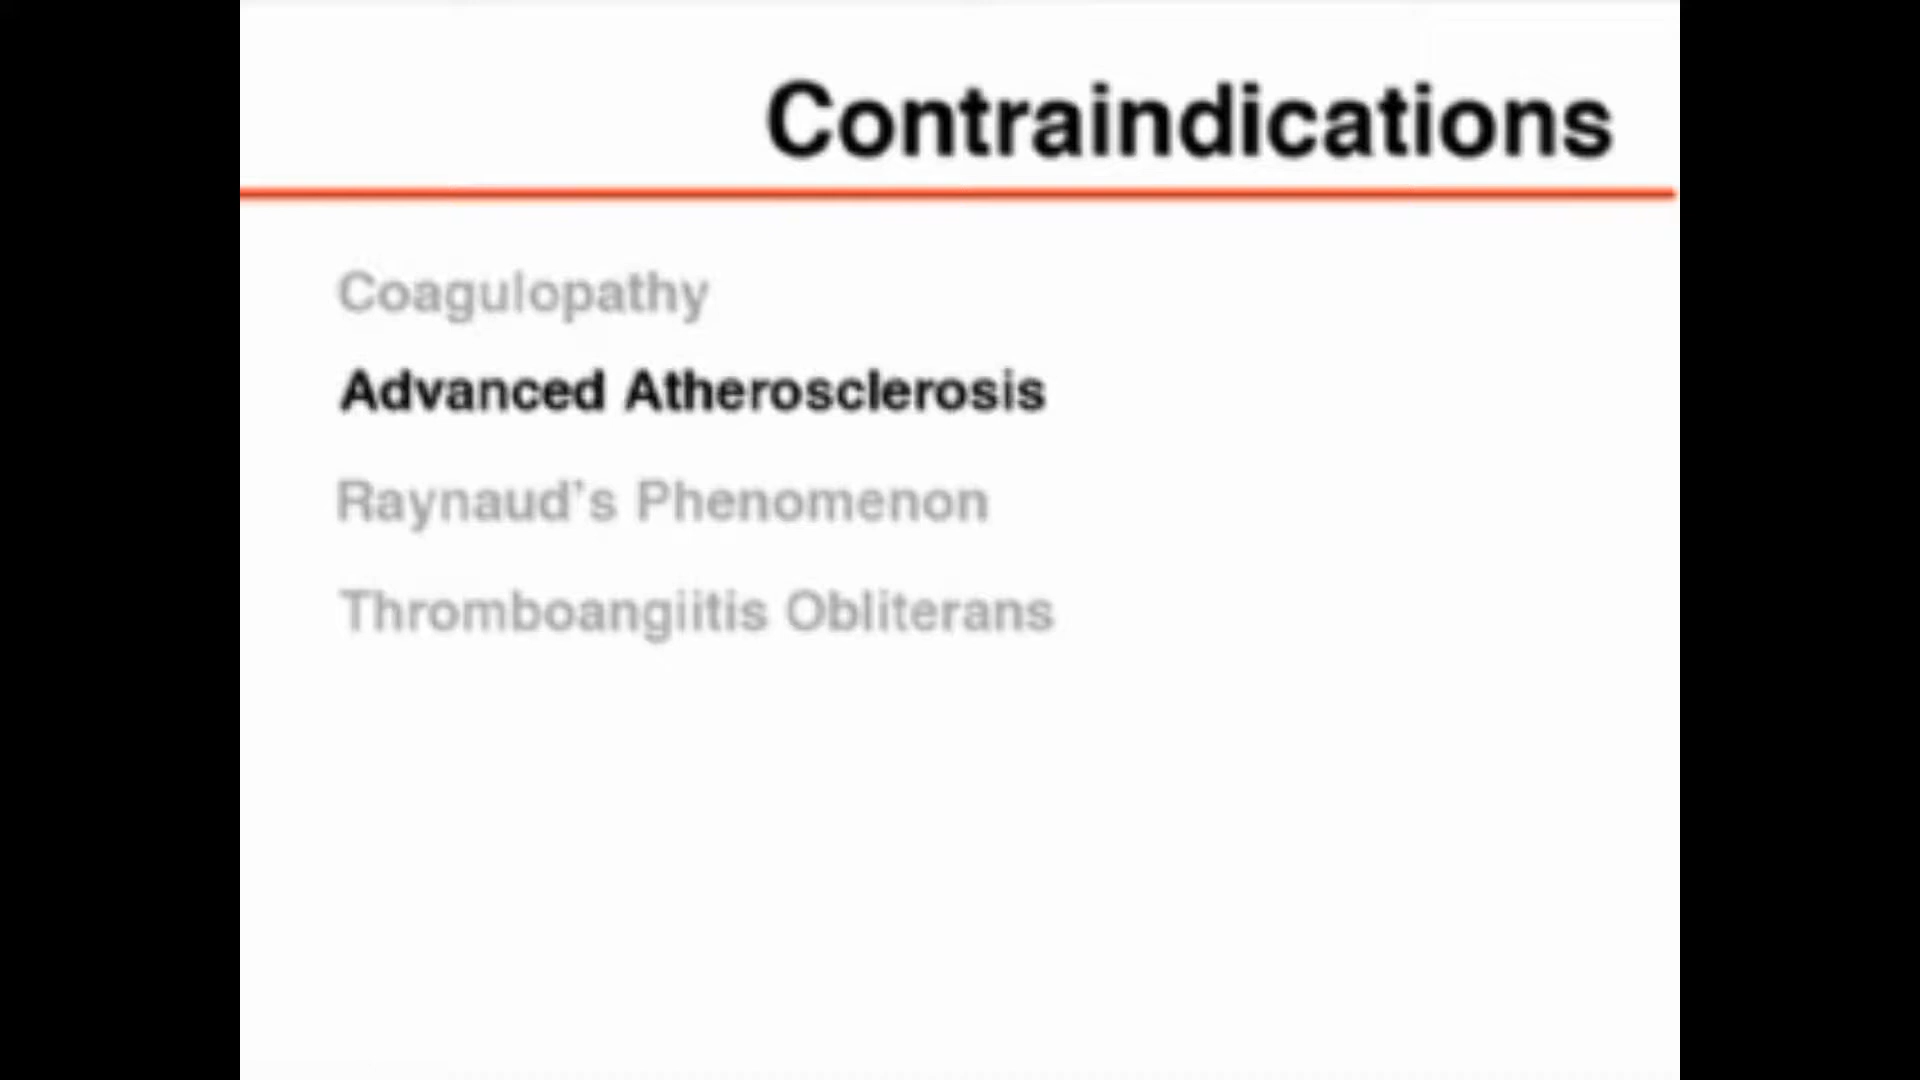 Contraindications
Coagulopathy
Advanced Atherosclerosis
Raynaud's Phenomenon
Thromboangiitis Obliterans